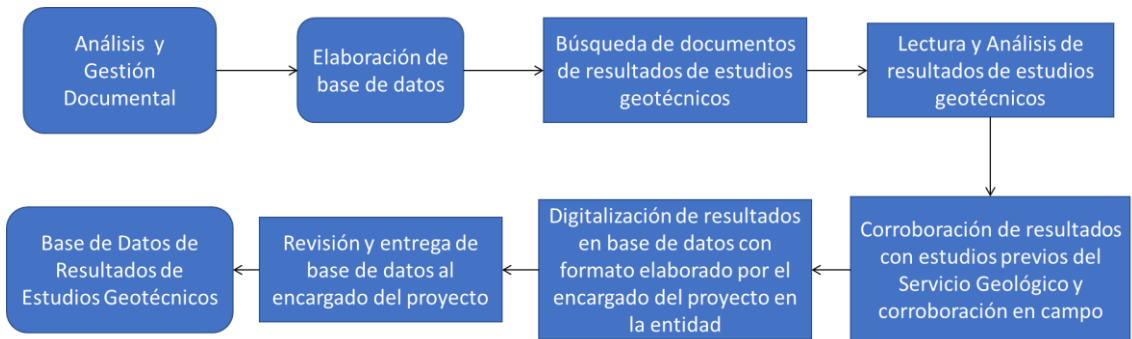 Análisis y
Gestión
Documental
Elaboración de
base de datos
Búsqueda de documentos
de resultados de estudios
geotécnicos
Lectura y Análisis de
resultados de estudios
geotécnicos
Corroboración de resultados
con estudios previos del
Servicio Geológico y
corroboración en campo
Digitalización de resultados
en base de datos con
formato elaborado por el
encargado del proyecto en
la entidad
Revisión y entrega de
base de datos al
encargado del proyecto
Base de Datos de
Resultados de
Estudios Geotécnicos